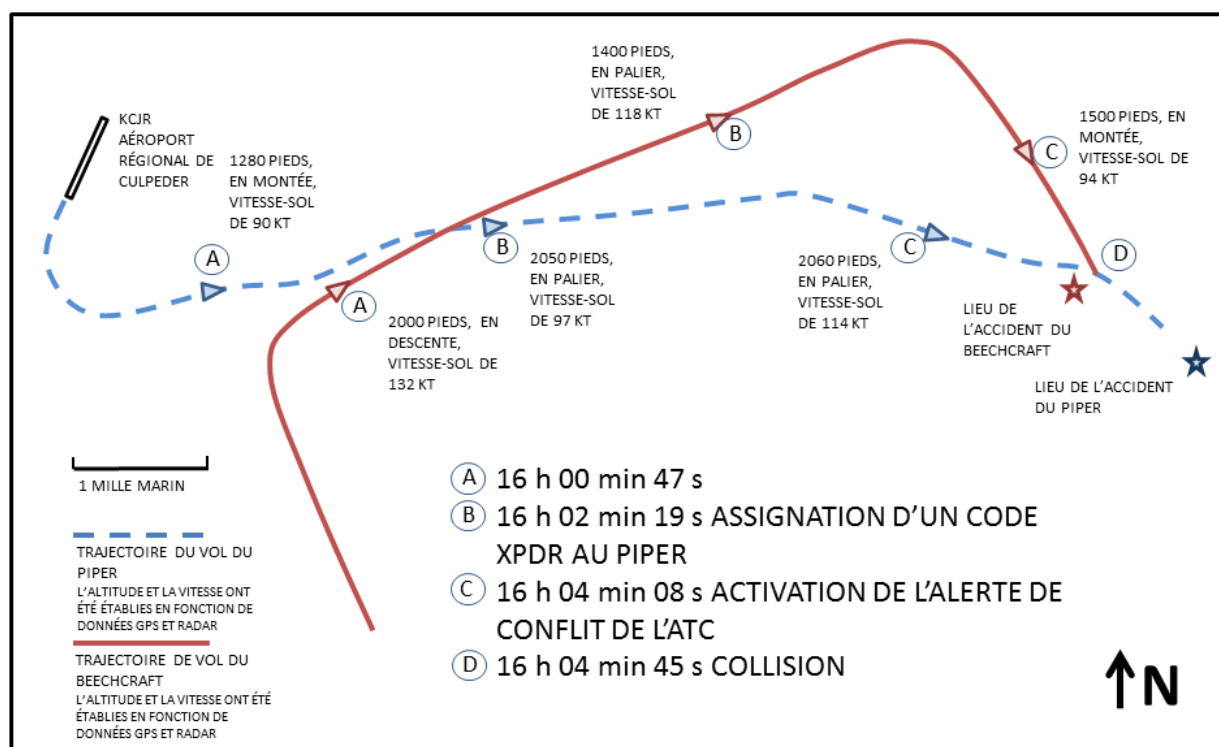 KCJR
AÉROPORT
RÉGIONAL DE
CULPEDER
1280 PIEDS,
EN MONTÉE,
VITESSE-SOL
DE 90 KT
A
1400 PIEDS,
EN PALIER,
VITESSE-SOL
DE 118 KT
B
1500 PIEDS, EN
MONTÉE,
VITESSE-SOL DE
94 KT
C
A
2000 PIEDS, EN
DESCENTE,
VITESSE-SOL DE
132 KT
B
2050 PIEDS,
EN PALIER,
VITESSE-SOL
DE 97 KT
C
2060 PIEDS,
EN PALIER,
VITESSE-SOL
DE 114 KT
D
LIEU DE
L'ACCIDENT DU
BEECHCRAFT
LIEU DE L'ACCIDENT
DU PIPER
1 MILLE MARIN
TRAJECTOIRE DU VOL DU
PIPER
L'ALTITUDE ET LA VITESSE ONT
ÉTÉ ÉTABLIES EN FONCTION DE
DONNÉES GPS ET RADAR
TRAJECTOIRE DE VOL DU
BEECHCRAFT
L'ALTITUDE ET LA VITESSE ONT ÉTÉ
ÉTABLIES EN FONCTION DE
DONNÉES GPS ET RADAR
A 16 h 00 min 47 s
B 16 h 02 min 19 s ASSIGNATION D'UN CODE
XPDR AU PIPER
C 16 h 04 min 08 s ACTIVATION DE L'ALERTE DE
CONFLIT DE L'ATC
D 16 h 04 min 45 s COLLISION
N